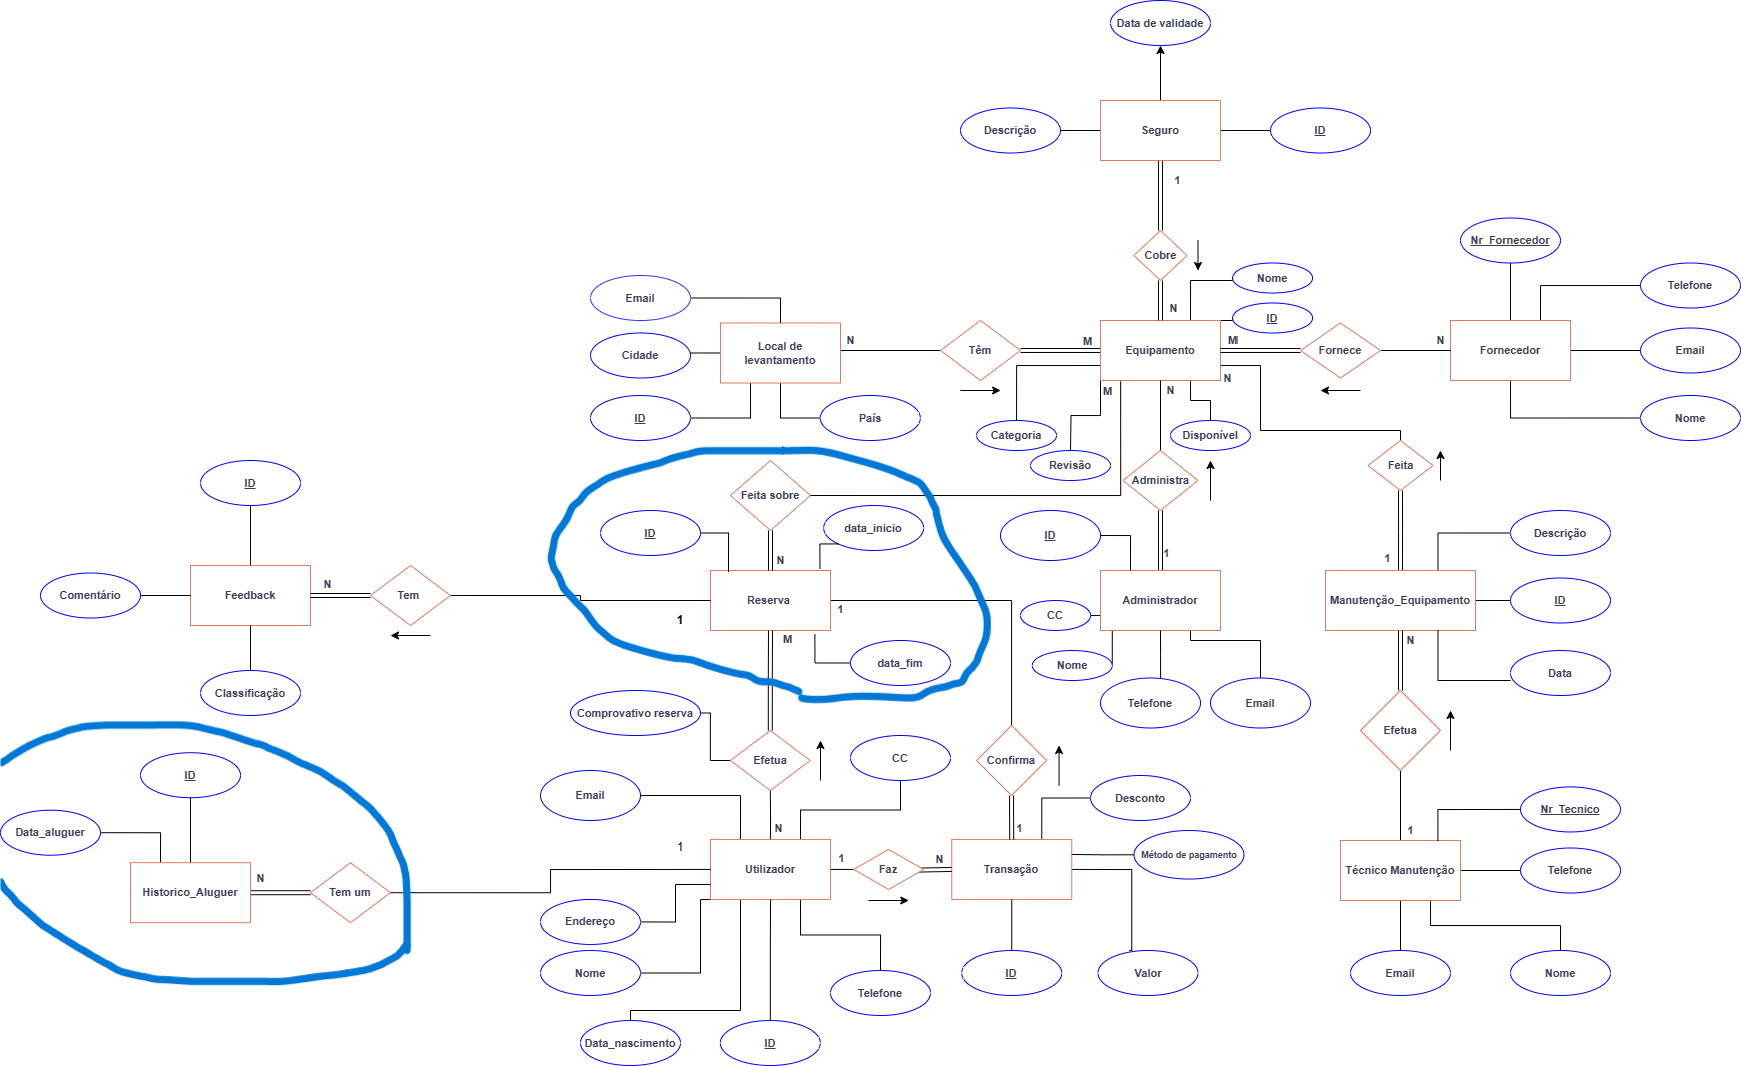 Data de validade
Descrição
Seguro
ID
1
Cobre
Nr_Fornecedor
Email
Nome
Telefone
N
ID
Cidade
Local de
levantamento
N
Têm
M
Equipamento
M
Fornece
N
Fornecedor
Email
ID
País
M
N
N
Categoria
Disponível
Nome
Revisão
Feita
ID
Feita sobre
Administra
ID
data_inicio
ID
Descrição
N
1
1
Comentário
Feedback
N
Tem
Reserva
1
Administrador
Manutenção_Equipamento
ID
1
CC
M
N
data_fim
Nome
Data
Classificação
Telefone
Email
Comprovativo reserva
Efetua
Efetua
CC
Confirma
ID
Email
Desconto
Nr_Tecnico
Data_aluguer
N
1
1
1
1
N
Método de pagamento
Historico_Aluguer
N
Tem um
Utilizador
Faz
Transação
Técnico Manutenção
Telefone
Endereço
Nome
Telefone
ID
Valor
Email
Nome
Data_nascimento
ID